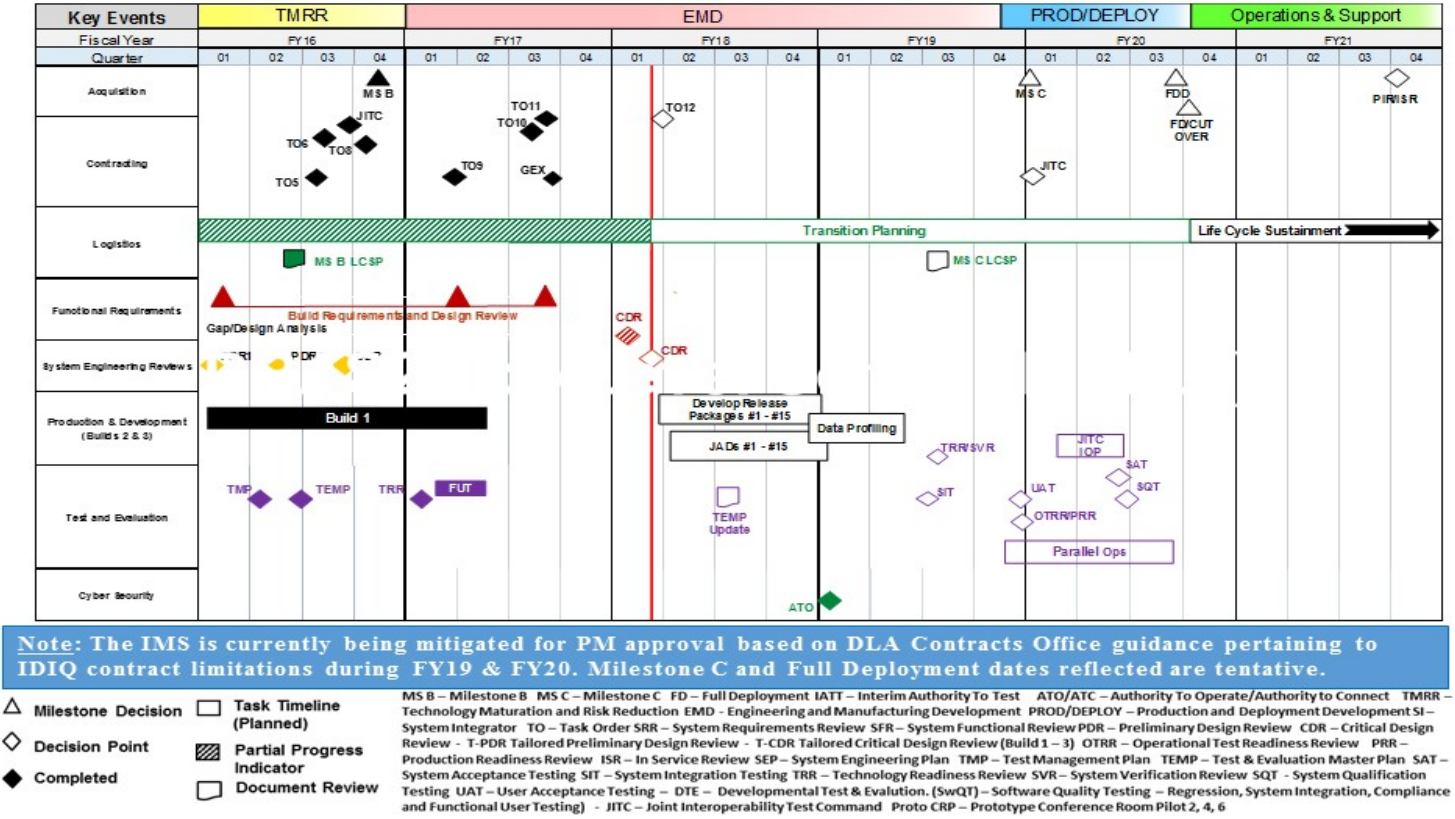 Key Events TMRR EMD PROD/DEPLOY Operations & Support
Fiscal Year FY16 FY17 FY18 FY19 FY20 FY21
Quarter 01 02 03 04 01 02 03 04 01 02 03 04 01 02 03 04 01 02 03 04 01 02 03 04
Acquisition
MS B
MS C
FDD
PIR/ISR
FD/CUT
OVER
Contracting
JITC
TO6
TO8
TO5
TO11
TO10
TO9
GEX
TO12
JITC
Logistics
Transition Planning
Life Cycle Sustainment
MS B LCSP
MS C LCSP
Functional Requirements
Build Requirements and Design Review
Gap/Design Analysis
CDR
System Engineering Reviews
PDR
CDR
Production & Development
(Builds 2 & 3)
Build 1
Develop Release
Packages #1 - #15
JADs #1 - #15
Data Profiling
TRR/SVR
JITC
IOP
Test and Evaluation
TMP
TEMP
TRR
FUT
TEMP
Update
SIT
UAT
OTRR/PRR
SAT
SQT
Parallel Ops
Cyber Security
ATO
Note: The IMS is currently being mitigated for PM approval based on DLA Contracts Office guidance pertaining to
IDIQ contract limitations during FY19 & FY20. Milestone C and Full Deployment dates reflected are tentative.
Milestone Decision
Decision Point
Completed
Task Timeline
(Planned)
Partial Progress
Indicator
Document Review
MS B – Milestone B MS C – Milestone C FD – Full Deployment IATT – Interim Authority To Test ATO/ATC – Authority To Operate/Authority to Connect TMRR –
Technology Maturation and Risk Reduction EMD - Engineering and Manufacturing Development PROD/DEPLOY – Production and Deployment Development SI –
System Integrator TO – Task Order SRR – System Requirements Review SFR – System Functional Review PDR – Preliminary Design Review CDR – Critical Design
Review - T-PDR Tailored Preliminary Design Review - T-CDR Tailored Critical Design Review (Build 1 – 3) OTRR – Operational Test Readiness Review PRR –
Production Readiness Review ISR – In Service Review SEP – System Engineering Plan TMP – Test Management Plan TEMP – Test & Evaluation Master Plan SAT –
System Acceptance Testing SIT – System Integration Testing TRR – Technology Readiness Review SVR – System Verification Review SQT - System Qualification
Testing UAT – User Acceptance Testing – DTE – Developmental Test & Evalution. (SwQT) – Software Quality Testing – Regression, System Integration, Compliance
and Functional User Testing) - JITC – Joint Interoperability Test Command Proto CRP – Prototype Conference Room Pilot 2, 4, 6